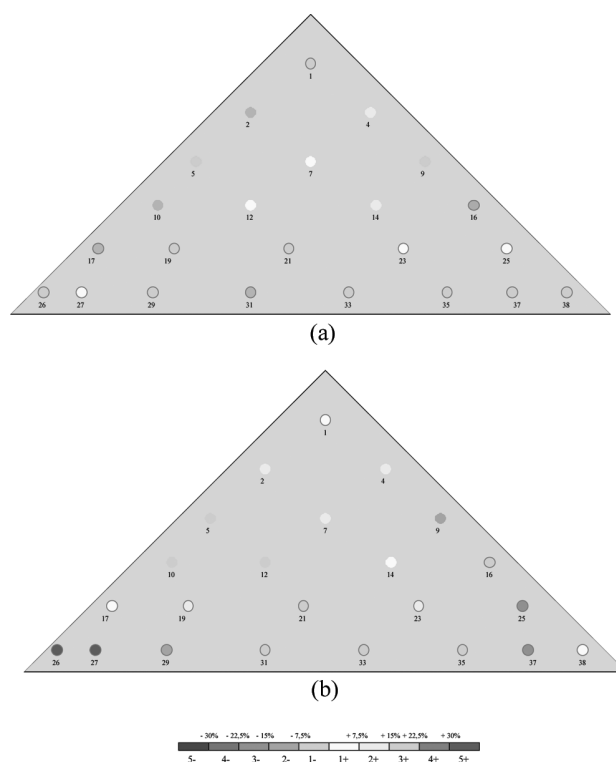 1
2 4
5 7 9
10 12 14 16
17 19 21 23 25
26 27 29 31 33 35 37 38
(a)
1
2 4
5 7 9
10 12 14 16
17 19 21 23 25
26 27 29 31 33 35 37 38
(b)
- 30% - 22,5% - 15% - 7,5% + 7,5% + 15% + 22,5% + 30%
5- 4- 3- 2- 1- 1+ 2+ 3+ 4+ 5+